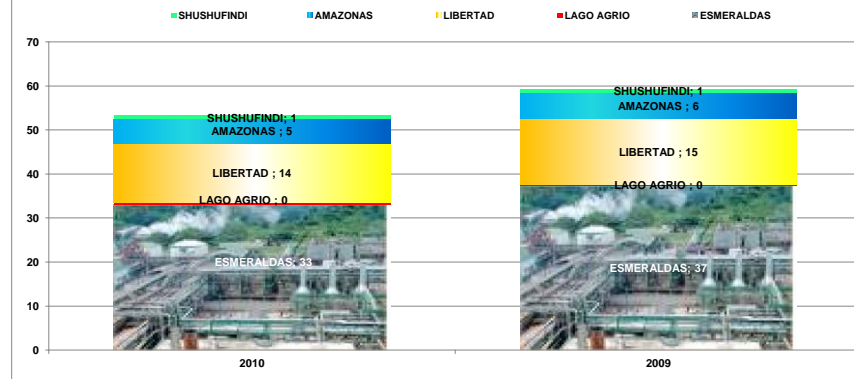 SHUSHUFINDI AMAZONAS LIBERTAD LAGO AGRIO ESMERALDAS
70
60
50
40
30
20
10
0
SHUSHUFINDI; 1
AMAZONAS ; 5
LIBERTAD ; 14
LAGO AGRIO ; 0
ESMERALDAS; 33
2010
SHUSHUFINDI; 1
AMAZONAS ; 6
LIBERTAD ; 15
LAGO AGRIO ; 0
ESMERALDAS; 37
2009